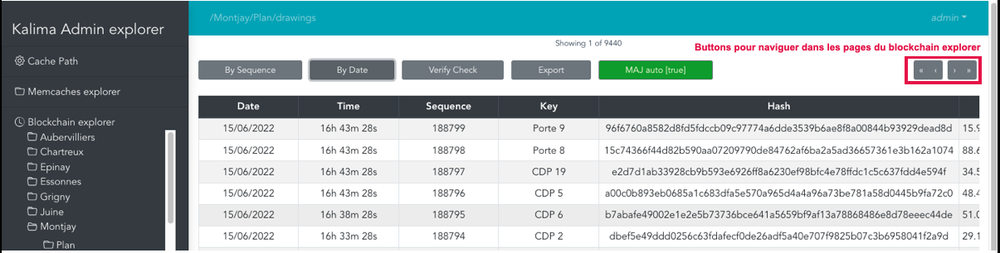 Kalima Admin explorer
Cache Path
Memcaches explorer
Blockchain explorer
Aubervilliers
Chartreux
Epinay
Essonnes
Grigny
Juine
Montjay
Plan
/Montjay/Plan/drawings
admin
Showing 1 of 9440
Buttons pour naviguer dans les pages du blockchain explorer
By Sequence By Date Verify Check Export MAJ auto [true] « ‹ › »
Date Time Sequence Key Hash
15/06/2022 16h 43m 28s 188799 Porte 9 96f6760a8582d8fd5fdccb09c97774a6dde3539b6ae8f8a00844b93929dead8d 15.9
15/06/2022 16h 43m 28s 188798 Porte 8 15c74366f44d82b590aa07209790de84762af6ba2a5ad36657361e3b162a1074 88.6
15/06/2022 16h 43m 28s 188797 CDP 19 e2d7d1ab33928cb9b593e6926ff8a6230ef98bfc4e78ffdc1c5c637fdd4e594f 34.5
15/06/2022 16h 43m 28s 188796 CDP 5 a00c0b893eb0685a1c683dfa5e570a965d4a4a96a73be781a58d0445b9fa72c0 48.4
15/06/2022 16h 38m 28s 188795 CDP 6 b7abafe49002e1e2e5b73736bce641a5659bf9af13a78868486e8d78eeec44de 51.0
15/06/2022 16h 33m 28s 188794 CDP 2 dbef5e49ddd0256c63fdafecf0de26adf5a40e707f9825b07c3b6958041f2a9d 29.1